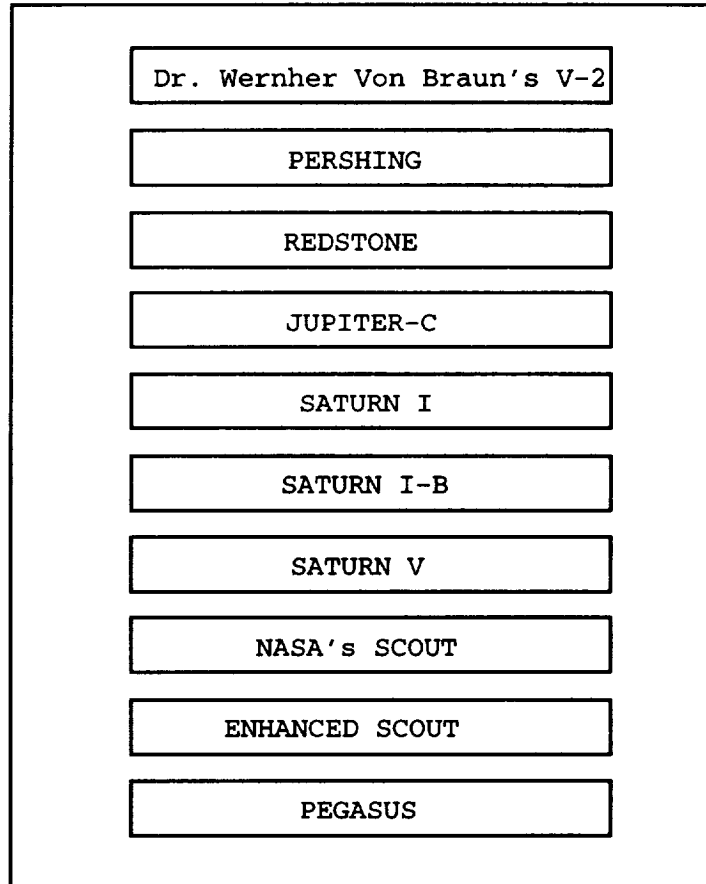 Dr. Wernher Von Braun's V-2
PERSHING
REDSTONE
JUPITER-C
SATURN I
SATURN I-B
SATURN V
NASA's SCOUT
ENHANCED SCOUT
PEGASUS